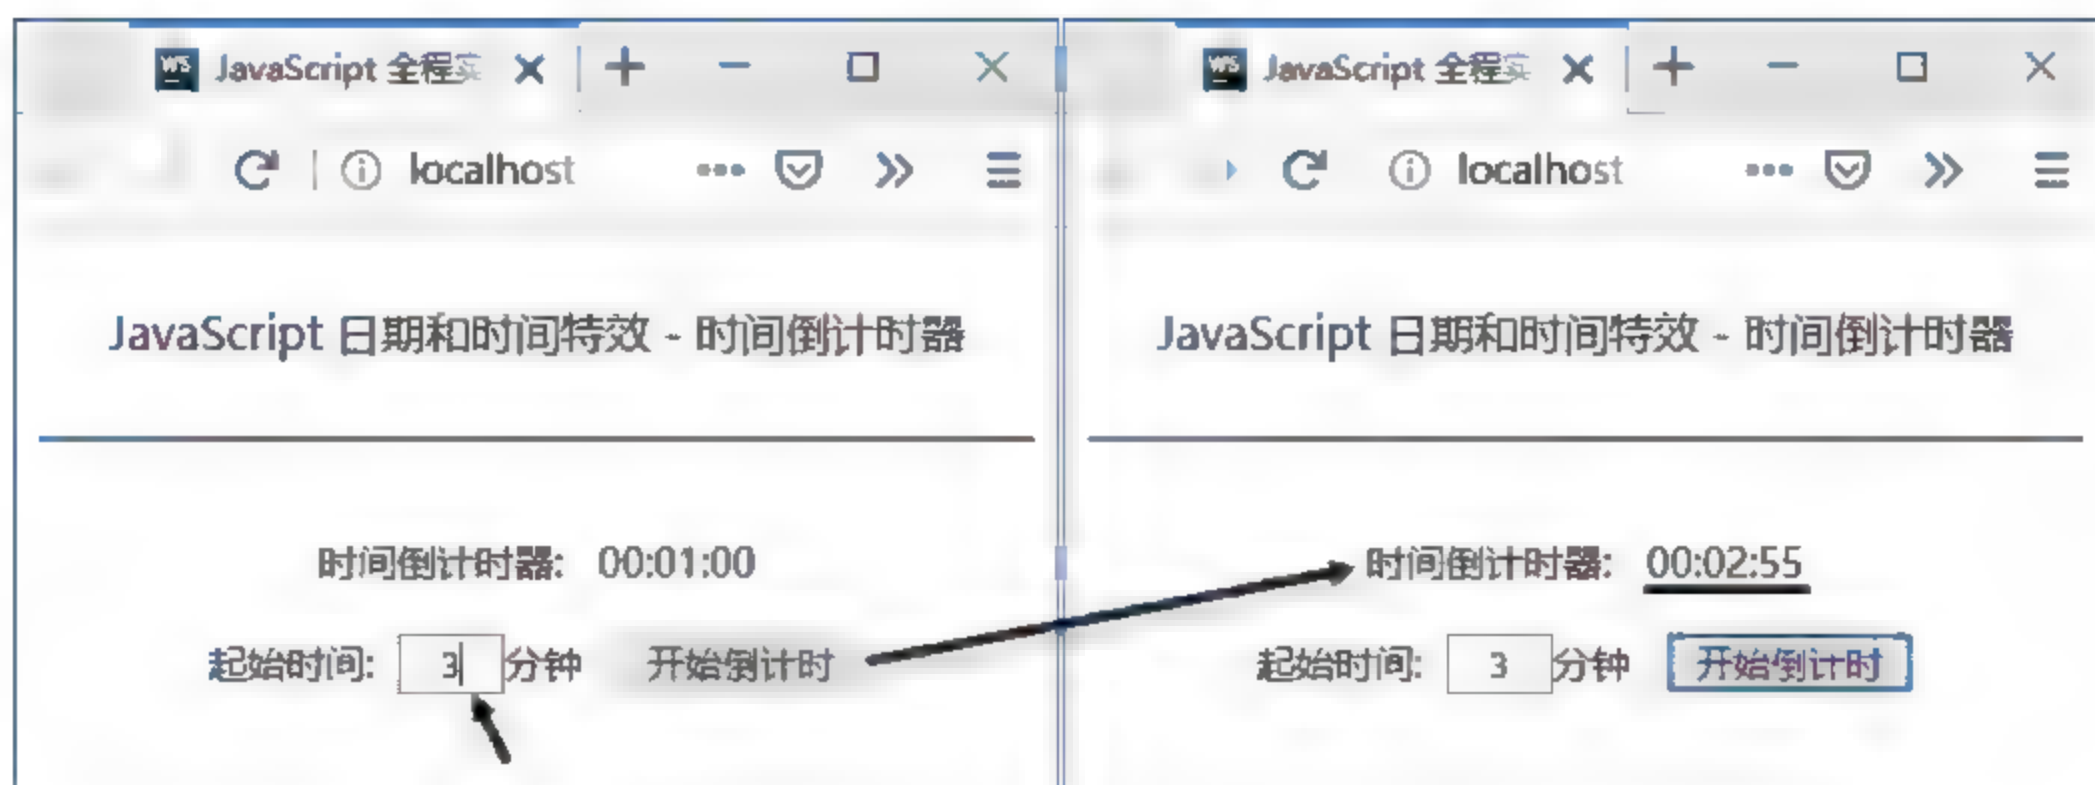 WS JavaScript 全程实
localhost
JavaScript 日期和时间特效 - 时间倒计时器
时间倒计时器: 00:01:00
起始时间: 3 分钟 开始倒计时
WS JavaScript 全程实
localhost
JavaScript 日期和时间特效 - 时间倒计时器
时间倒计时器: 00:02:55
起始时间: 3 分钟 开始倒计时